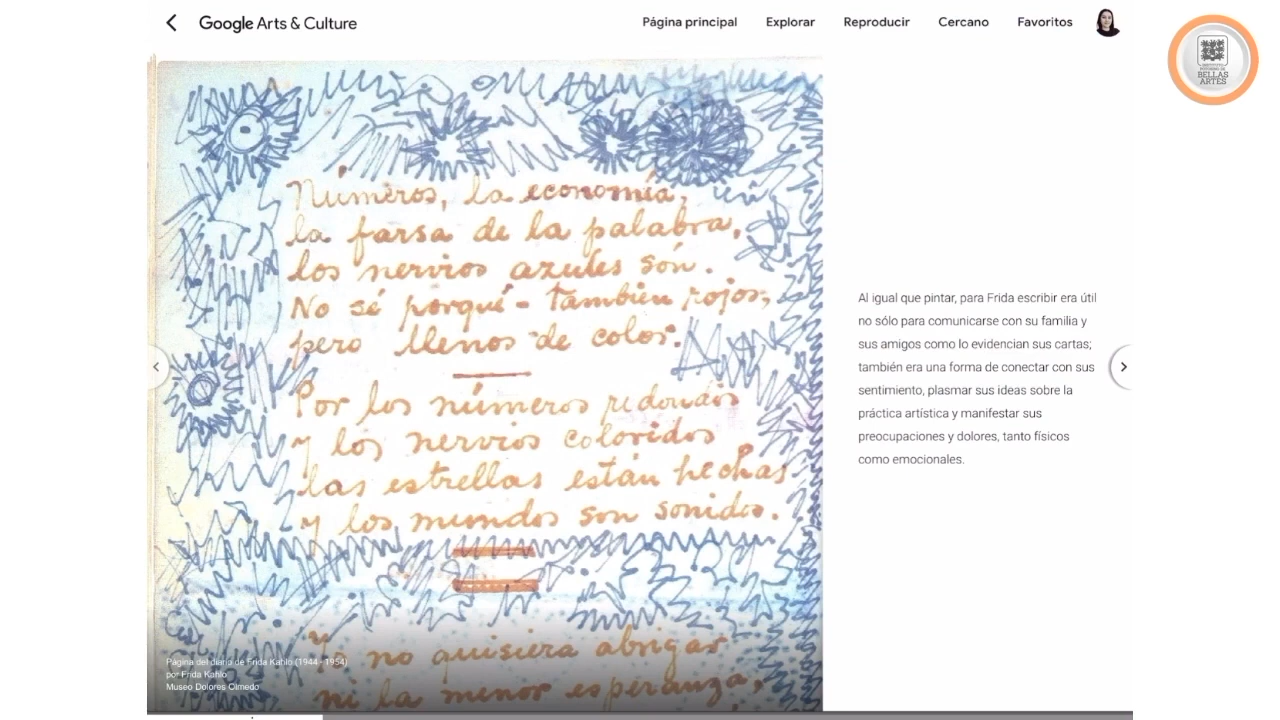 Google Arts & Culture
Página principal
Explorar
Reproducir
Cercano
Favoritos
INSTITUTO POTOSINO DE
BELLAS
ARTES
Números, la economía,
la farsa de la palabra,
los nervios azules són.
No sé porqué - también rojos,
pero llenos de color.
Por los números redondos
y los nervios coloridos
las estrellas están hechas
y los mundos son sonidos.
Yo no quisiera abrigar
ni la menor esperanza,
Página del diario de Frida Kahlo (1944 - 1954)
por Frida Kahlo
Museo Dolores Olmedo
Al igual que pintar, para Frida escribir era útil
no sólo para comunicarse con su familia y
sus amigos como lo evidencian sus cartas;
también era una forma de conectar con sus
sentimiento, plasmar sus ideas sobre la
práctica artística y manifestar sus
preocupaciones y dolores, tanto físicos
como emocionales.